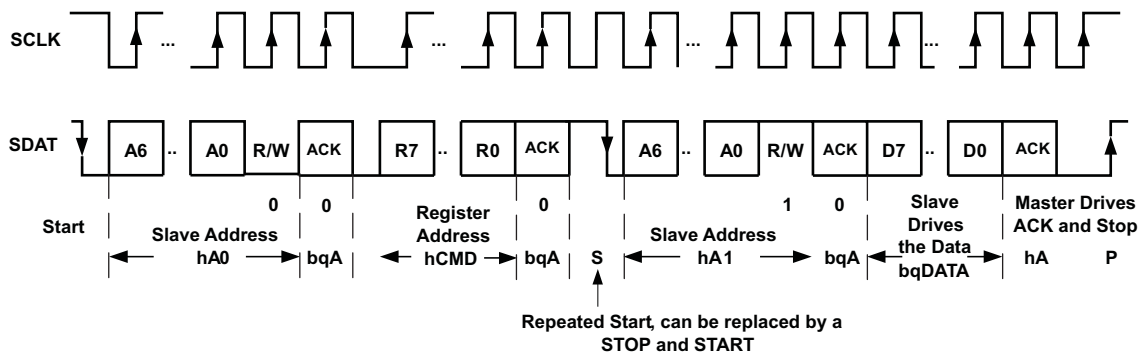 SCLK ... ... ... ...
SDAT A6 .. A0 R/W ACK R7 .. R0 ACK A6 .. A0 R/W ACK D7 .. D0 ACK
0 0 0 1 0
Start
Slave Address
hA0
bqA
Register
Address
hCMD
bqA
S
Slave Address
hA1
bqA
Slave
Drives
the Data
bqDATA
Master Drives
ACK and Stop
hA
P
Repeated Start, can be replaced by a
STOP and START